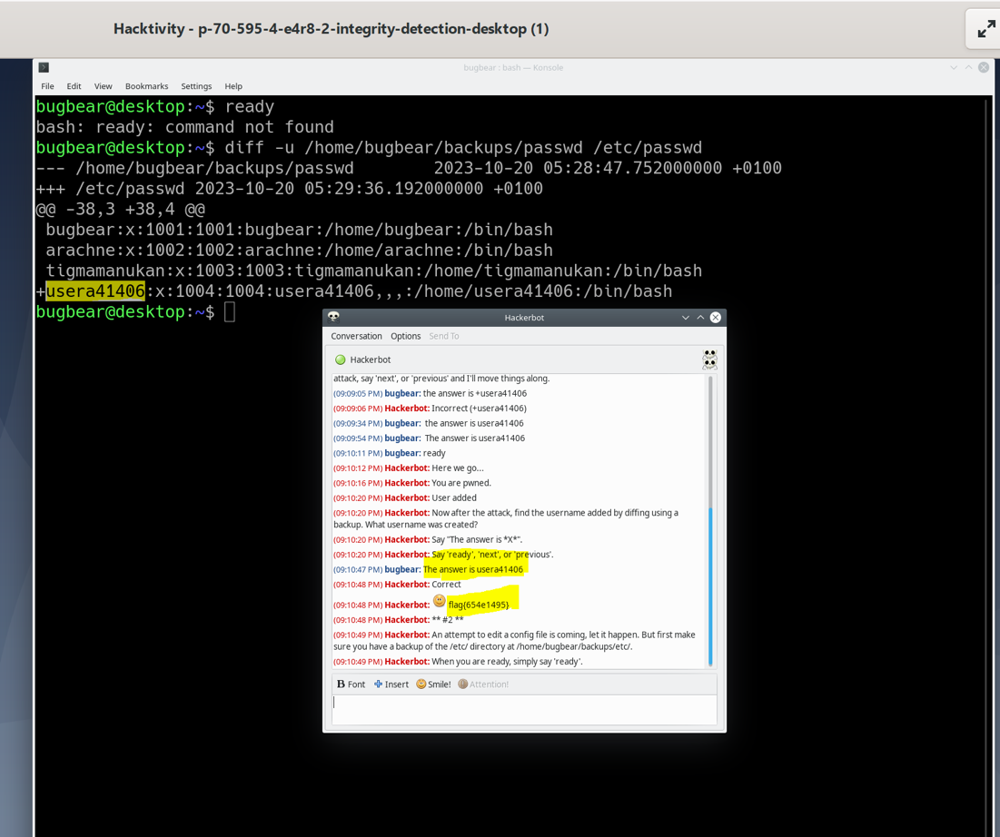 Hacktivity - p-70-595-4-e4r8-2-integrity-detection-desktop (1)
bugbear : bash — Konsole
File Edit View Bookmarks Settings Help
bugbear@desktop:~$ ready
bash: ready: command not found
bugbear@desktop:~$ diff -u /home/bugbear/backups/passwd /etc/passwd
--- /home/bugbear/backups/passwd 2023-10-20 05:28:47.752000000 +0100
+++ /etc/passwd 2023-10-20 05:29:36.192000000 +0100
@@ -38,3 +38,4 @@
bugbear:x:1001:1001:bugbear:/home/bugbear:/bin/bash
arachne:x:1002:1002:arachne:/home/arachne:/bin/bash
tigmamanukan:x:1003:1003:tigmamanukan:/home/tigmamanukan:/bin/bash
+usera41406:x:1004:1004:usera41406,,,:/home/usera41406:/bin/bash
bugbear@desktop:~$
Hackerbot
Conversation Options Send To
Hackerbot
attack, say 'next', or 'previous' and I'll move things along.
(09:09:05 PM) bugbear: the answer is +usera41406
(09:09:06 PM) Hackerbot: Incorrect (+usera41406)
(09:09:34 PM) bugbear: the answer is usera41406
(09:09:54 PM) bugbear: The answer is usera41406
(09:10:11 PM) bugbear: ready
(09:10:12 PM) Hackerbot: Here we go...
(09:10:16 PM) Hackerbot: You are pwned.
(09:10:20 PM) Hackerbot: User added
(09:10:20 PM) Hackerbot: Now after the attack, find the username added by diffing using a
backup. What username was created?
(09:10:20 PM) Hackerbot: Say "The answer is *X*".
(09:10:20 PM) Hackerbot: Say 'ready', 'next', or 'previous'.
(09:10:47 PM) bugbear: The answer is usera41406
(09:10:48 PM) Hackerbot: Correct
(09:10:48 PM) Hackerbot: flag{654e1495}
(09:10:48 PM) Hackerbot: ** #2 **
(09:10:49 PM) Hackerbot: An attempt to edit a config file is coming, let it happen. But first make
sure you have a backup of the /etc/ directory at /home/bugbear/backups/etc/.
(09:10:49 PM) Hackerbot: When you are ready, simply say 'ready'.
B Font Insert Smile! Attention!